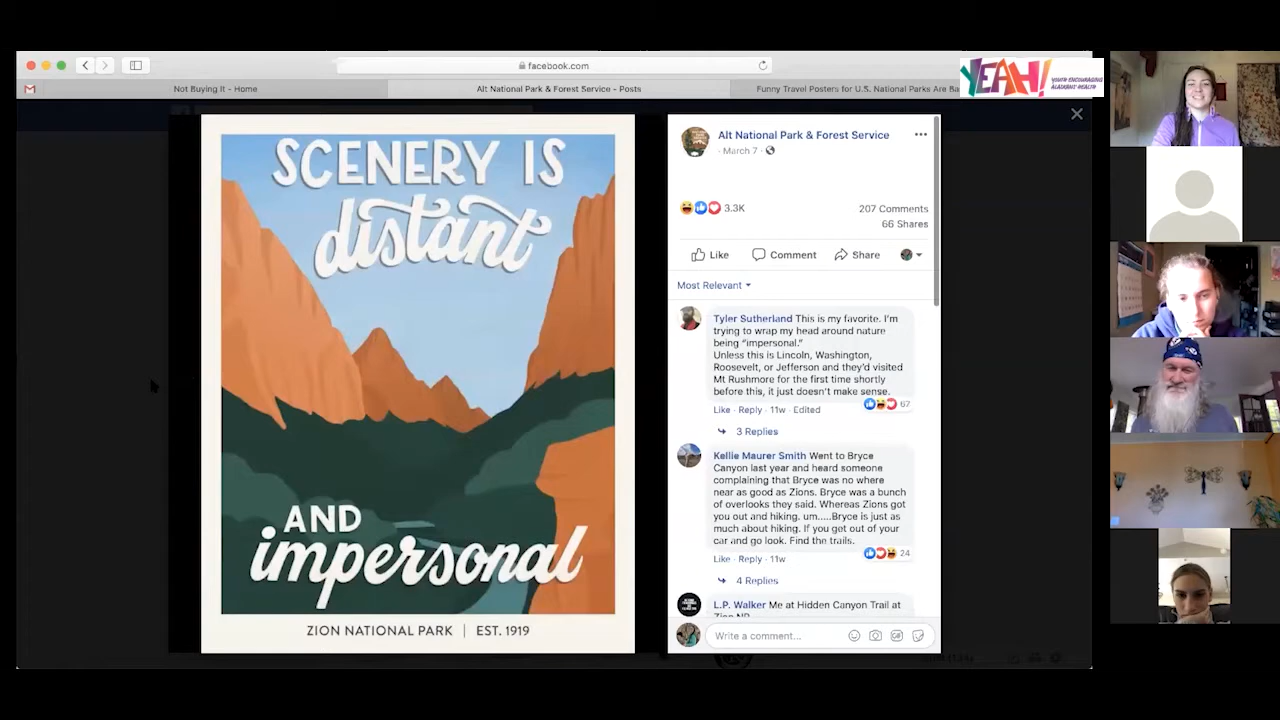 facebook.com
Not Buying It - Home
Alt National Park & Forest Service - Posts
Funny Travel Posters for U.S. National Parks Are Ba
YEAH!
YOUTH ENCOURAGING
ALASKANS' HEALTH
SCENERY IS
distant
AND
impersonal
ZION NATIONAL PARK | EST. 1919
Alt National Park & Forest Service
March 7
3.3K
207 Comments
66 Shares
Like
Comment
Share
Most Relevant
Tyler Sutherland This is my favorite. I'm
trying to wrap my head around nature
being "impersonal."
Unless this is Lincoln, Washington,
Roosevelt, or Jefferson and they'd visited
Mt Rushmore for the first time shortly
before this, it just doesn't make sense.
Like · Reply · 11w · Edited
67
3 Replies
Kellie Maurer Smith Went to Bryce
Canyon last year and heard someone
complaining that Bryce was no where
near as good as Zions. Bryce was a bunch
of overlooks they said. Whereas Zions got
you out and hiking. um.....Bryce is just as
much about hiking. If you get out of your
car and go look. Find the trails.
24
Like · Reply · 11w
4 Replies
L.P. Walker Me at Hidden Canyon Trail at
Zion NP
Write a comment...
GIF